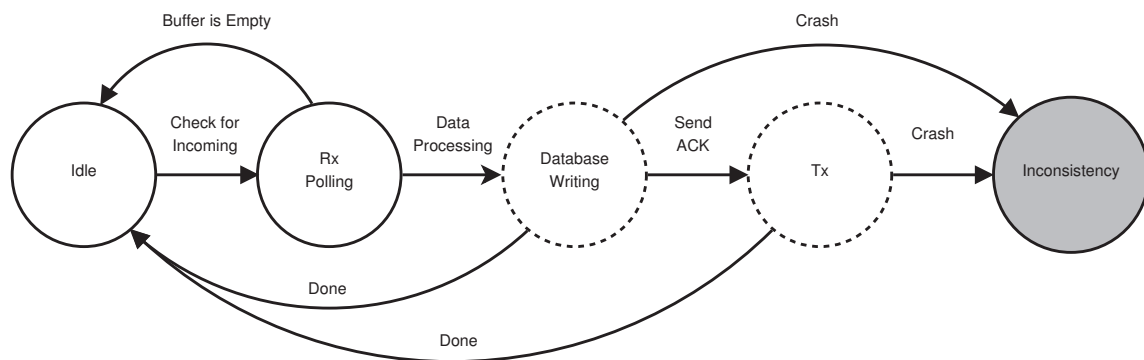 Buffer is Empty
Crash
Check for
Incoming
Data
Processing
Send
ACK
Crash
Idle
Rx
Polling
Database
Writing
Tx
Inconsistency
Done
Done